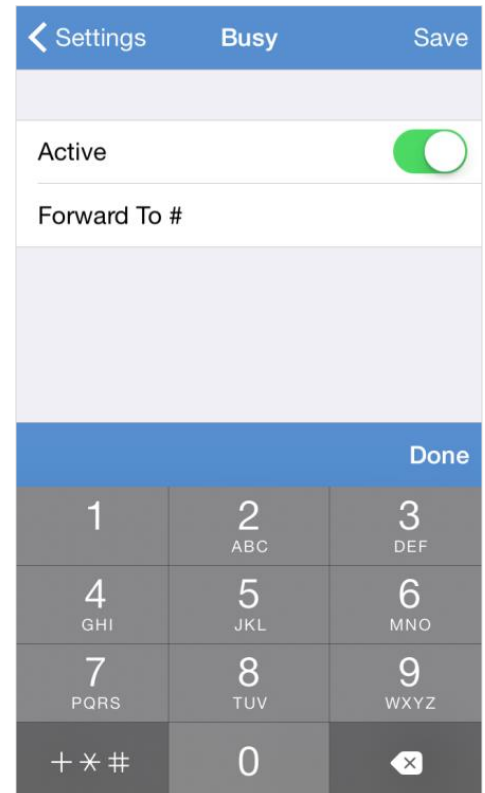 Settings Busy Save
Active
Forward To #
Done
1 2 3
ABC DEF
4 5 6
GHI JKL MNO
7 8 9
PQRS TUV WXYZ
+*# 0